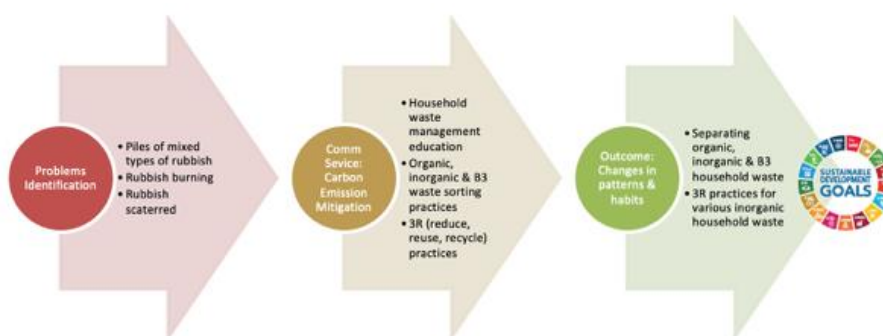 Problems
Identification
• Piles of mixed
types of rubbish
• Rubbish burning
• Rubbish
scaterred
Comm
Sevice:
Carbon
Emission
Mitigation
• Household
waste
management
education
• Organic,
inorganic & B3
waste sorting
practices
• 3R (reduce,
reuse, recycle)
practices
Outcome:
Changes in
patterns &
habits
• Separating
organic,
inorganic & B3
household waste
• 3R practices for
various inorganic
household waste
SUSTAINABLE
DEVELOPMENT
GOALS